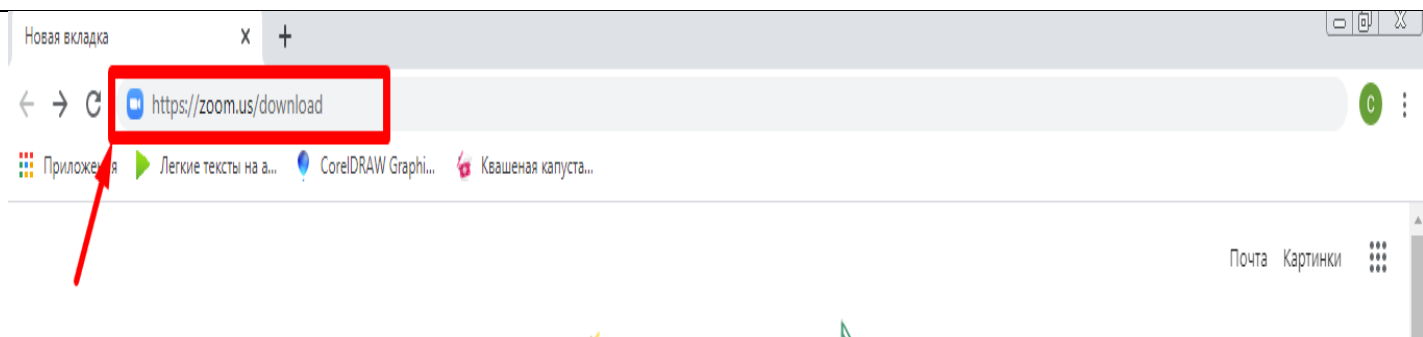 Новая вкладка
https://zoom.us/download
C
Приложения Легкие тексты на а... CorelDRAW Graphi... Квашеная капуста...
Почта Картинки